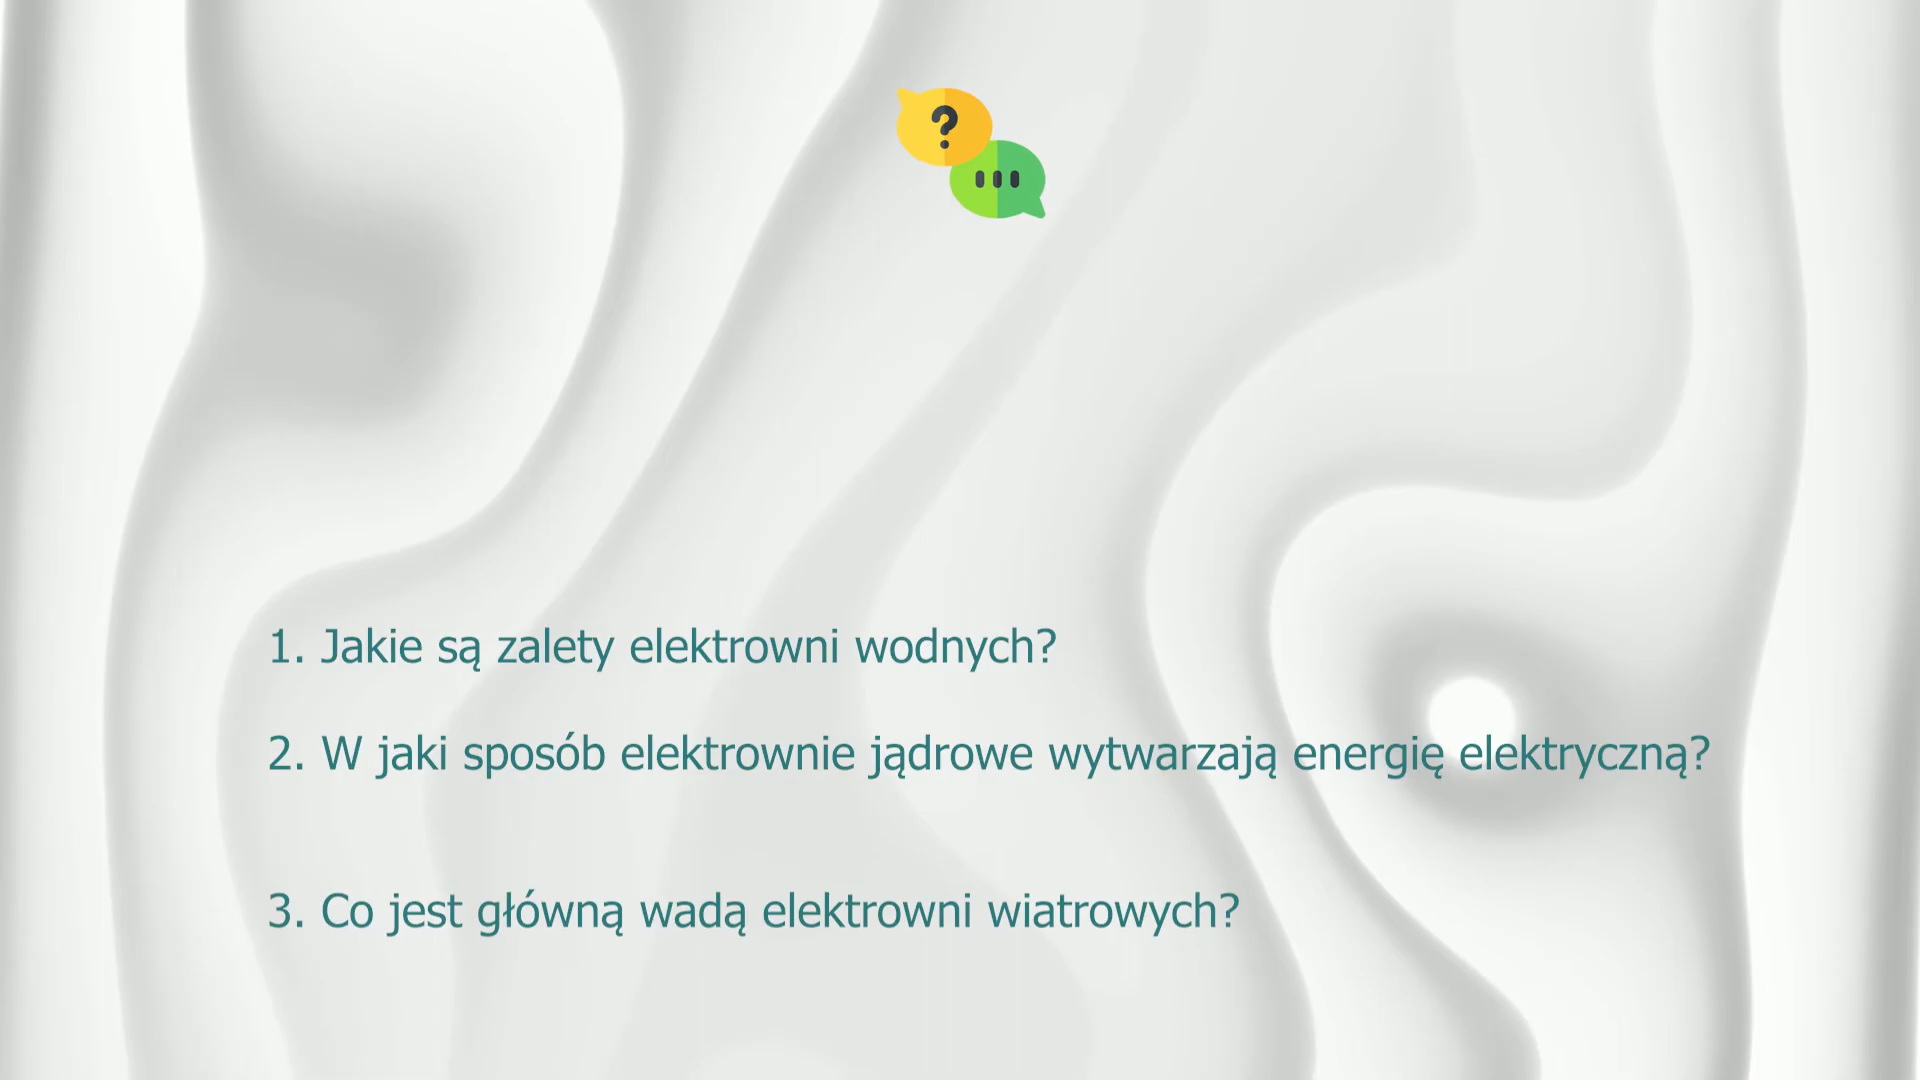 ?
1. Jakie są zalety elektrowni wodnych?
2. W jaki sposób elektrownie jądrowe wytwarzają energię elektryczną?
3. Co jest główną wadą elektrowni wiatrowych?